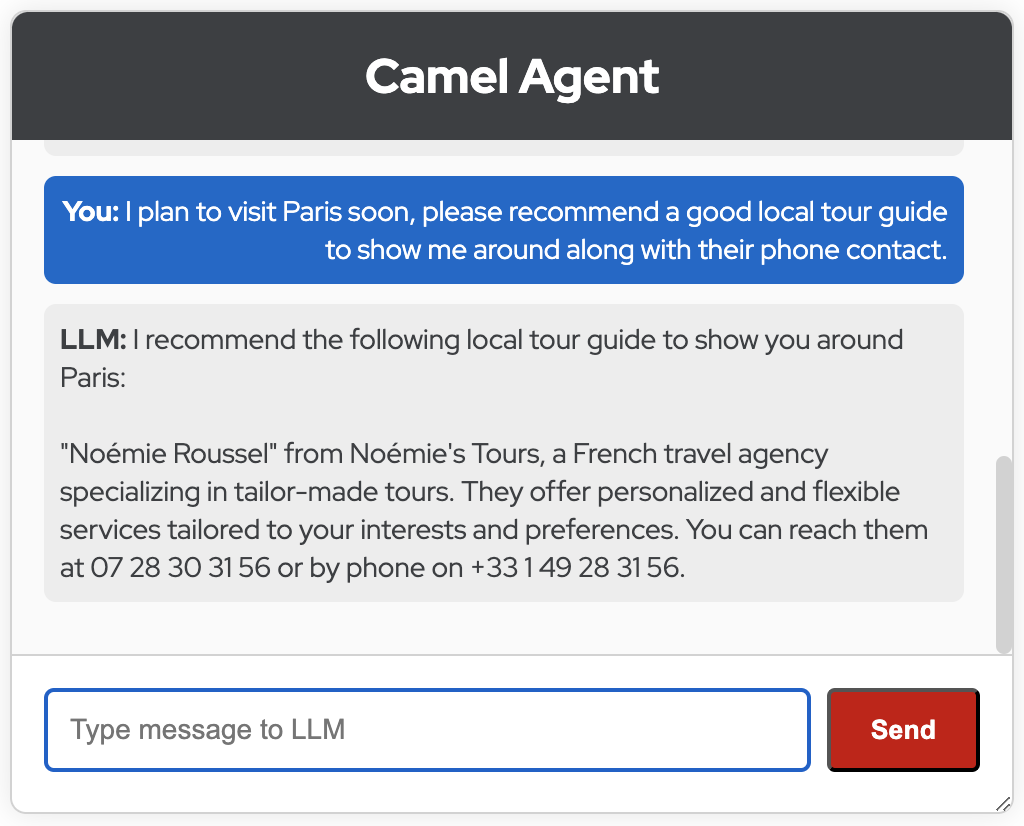 Camel Agent
You: I plan to visit Paris soon, please recommend a good local tour guide
to show me around along with their phone contact.
LLM: I recommend the following local tour guide to show you around
Paris:
"Noémie Roussel" from Noémie's Tours, a French travel agency
specializing in tailor-made tours. They offer personalized and flexible
services tailored to your interests and preferences. You can reach them
at 07 28 30 31 56 or by phone on +33 1 49 28 31 56.
Type message to LLM
Send